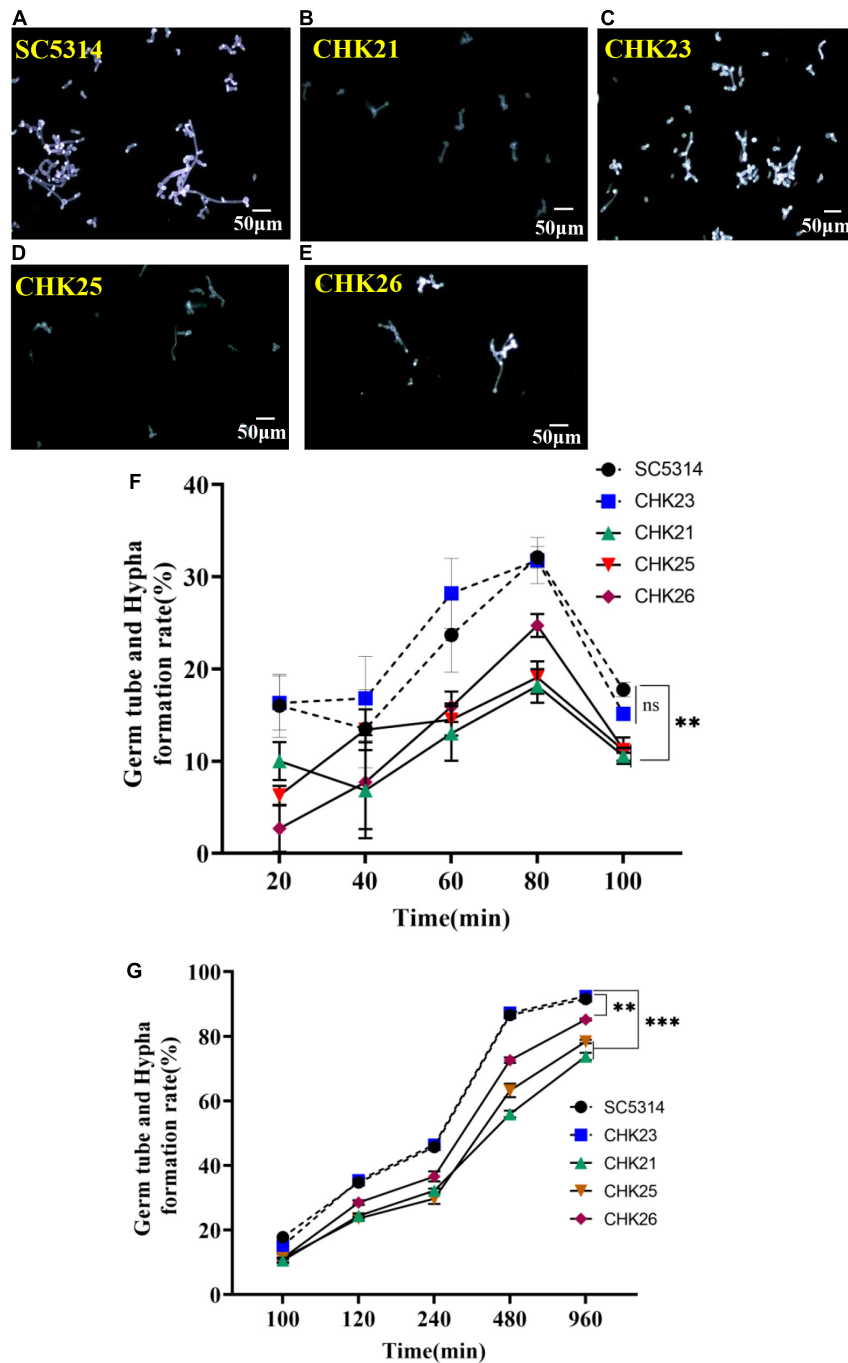 A
SC5314
50μm
B
CHK21
50μm
C
CHK23
50μm
D
CHK25
50μm
E
CHK26
50μm
F
Germ tube and Hypha
formation rate(%)
40
30
20
10
0
20 40 60 80 100
Time(min)
SC5314
CHK23
CHK21
CHK25
CHK26
ns
**
G
Germ tube and Hypha
formation rate(%)
100
80
60
40
20
0
100 120 240 480 960
Time(min)
**
***
SC5314
CHK23
CHK21
CHK25
CHK26